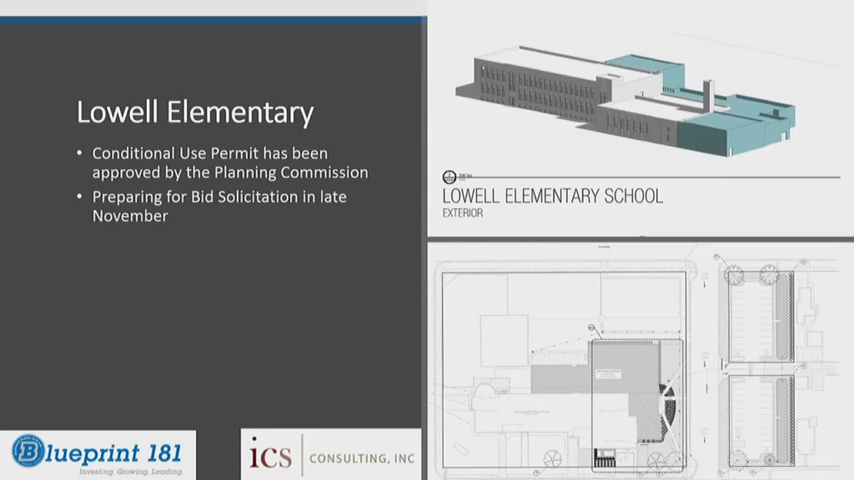 Lowell Elementary
• Conditional Use Permit has been
approved by the Planning Commission
• Preparing for Bid Solicitation in late
November
LOWELL ELEMENTARY SCHOOL
EXTERIOR
Blueprint 181
Investing. Growing. Leading.
ics CONSULTING, INC